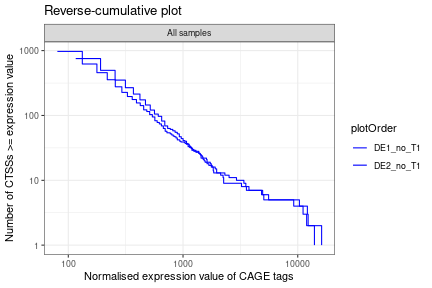 Reverse-cumulative plot
All samples
Number of CTSSs >= expression value
1000
100
10
1
100
1000
10000
Normalised expression value of CAGE tags
plotOrder
DE1_no_T1
DE2_no_T1